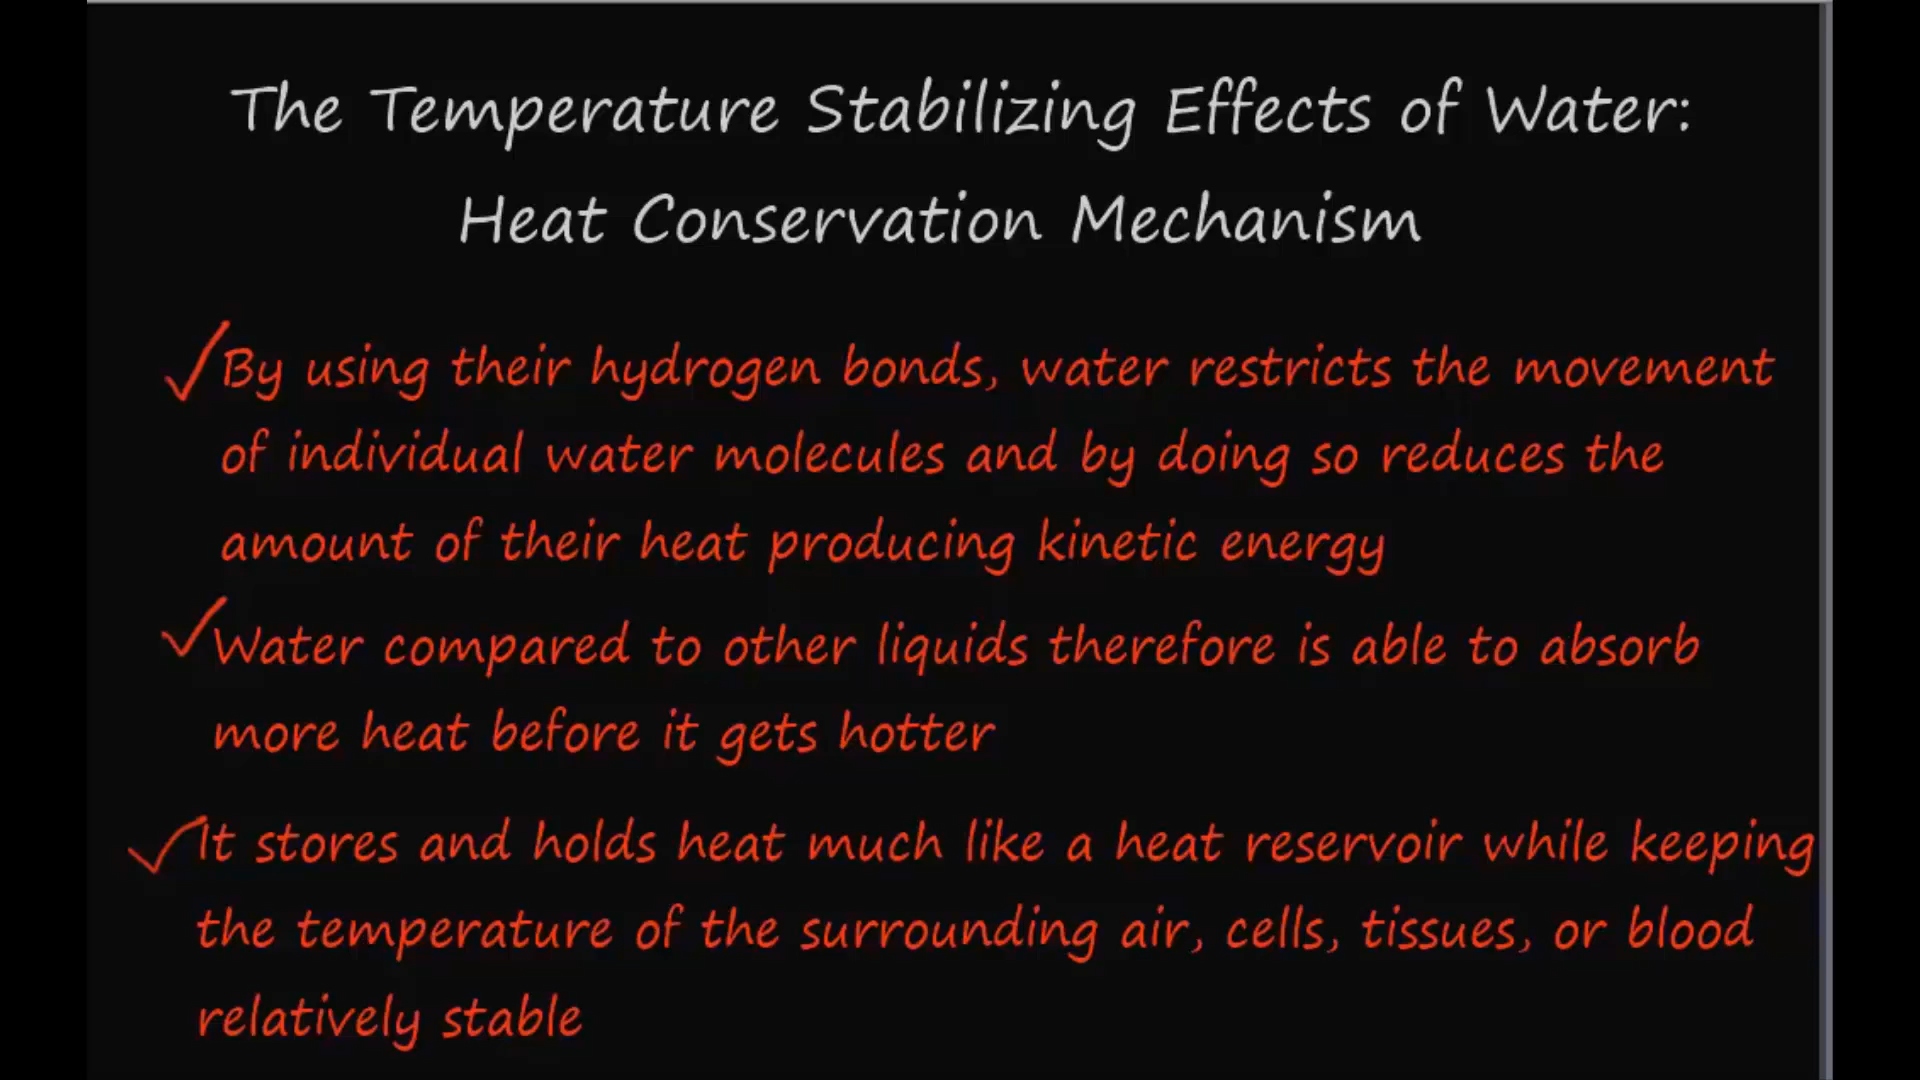 The Temperature Stabilizing Effects of Water:
Heat Conservation Mechanism
By using their hydrogen bonds, water restricts the movement
of individual water molecules and by doing so reduces the
amount of their heat producing kinetic energy
Water compared to other liquids therefore is able to absorb
more heat before it gets hotter
It stores and holds heat much like a heat reservoir while keeping
the temperature of the surrounding air, cells, tissues, or blood
relatively stable